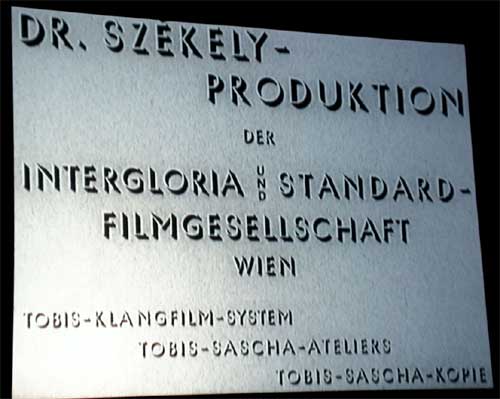 DR. SZÉKELY-
PRODUKTION
DER
INTERGLORIA UND STANDARD-
FILMGESELLSCHAFT
WIEN
TOBIS-KLANGFILM-SYSTEM
TOBIS-SASCHA-ATELIERS
TOBIS-SASCHA-KOPIE